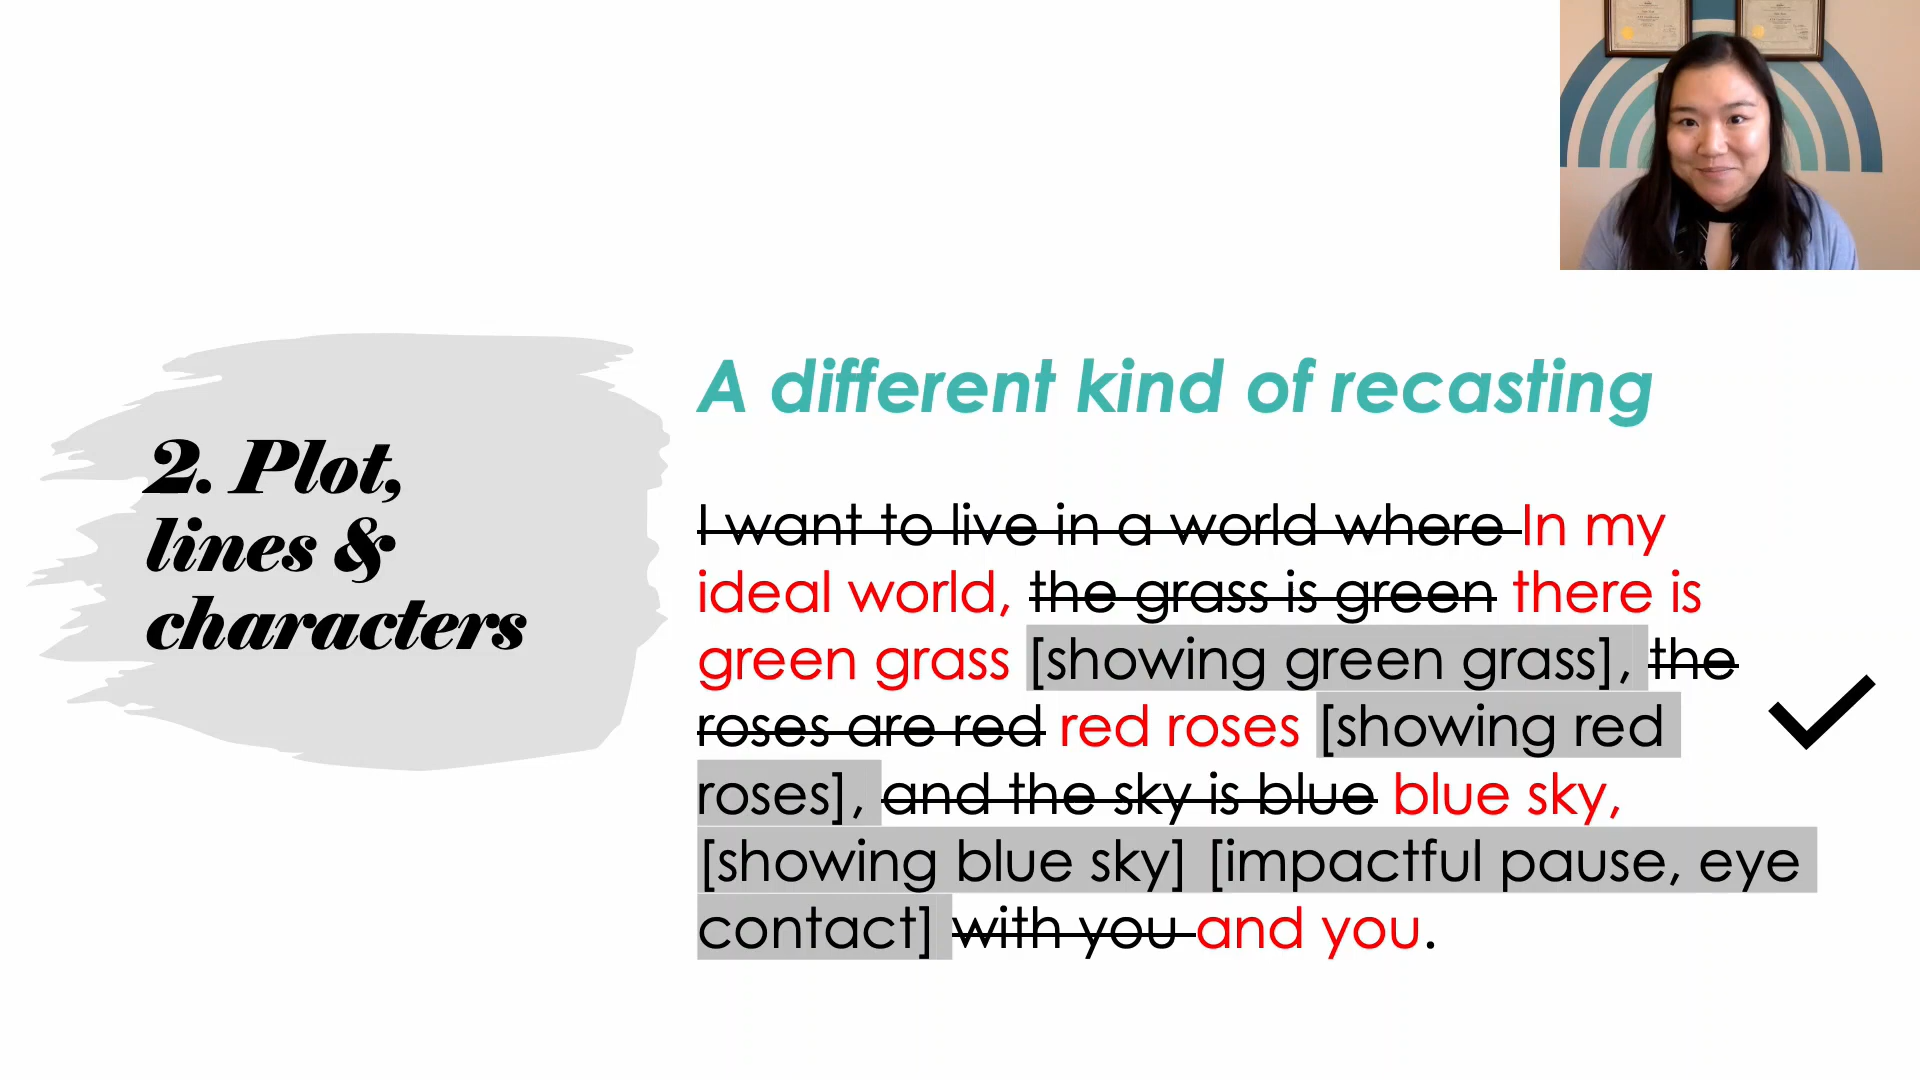 2. Plot,
lines &
characters
A different kind of recasting
I want to live in a world where In my
ideal world, the grass is green there is
green grass [showing green grass], the
roses are red red roses [showing red
roses], and the sky is blue blue sky,
[showing blue sky] [impactful pause, eye
contact] with you and you.